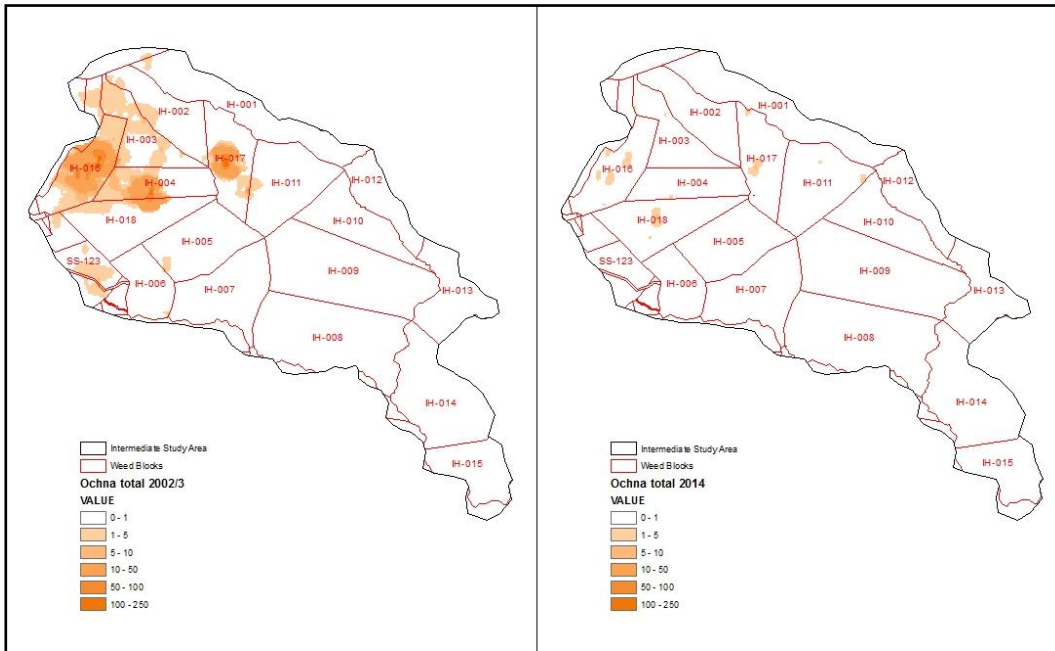 IH-001
IH-002
IH-003
IH-016
IH-017
IH-004
IH-011
IH-012
IH-018
IH-010
IH-005
SS-123
IH-009
IH-006
IH-007
IH-013
IH-008
IH-014
IH-015
Intermediate Study Area
Weed Blocks
Ochna total 2002/3
VALUE
0 - 1
1 - 5
5 - 10
10 - 50
50 - 100
100 - 250
IH-001
IH-002
IH-003
IH-016
IH-017
IH-004
IH-011
IH-012
IH-018
IH-010
IH-005
SS-123
IH-009
IH-006
IH-007
IH-013
IH-008
IH-014
IH-015
Intermediate Study Area
Weed Blocks
Ochna total 2014
VALUE
0 - 1
1 - 5
5 - 10
10 - 50
50 - 100
100 - 250